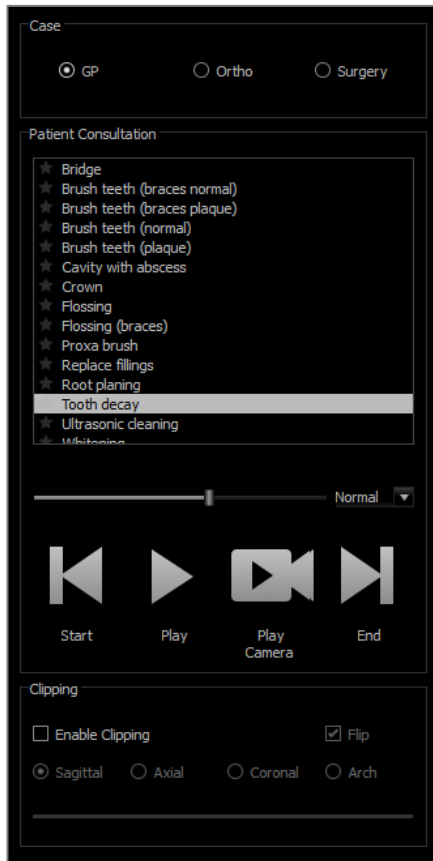 Case
GP Ortho Surgery
Patient Consultation
Bridge
Brush teeth (braces normal)
Brush teeth (braces plaque)
Brush teeth (normal)
Brush teeth (plaque)
Cavity with abscess
Crown
Flossing
Flossing (braces)
Proxa brush
Replace fillings
Root planing
Tooth decay
Ultrasonic cleaning
Whitening
Normal
Start Play Play Camera End
Clipping
Enable Clipping Flip
Sagittal Axial Coronal Arch